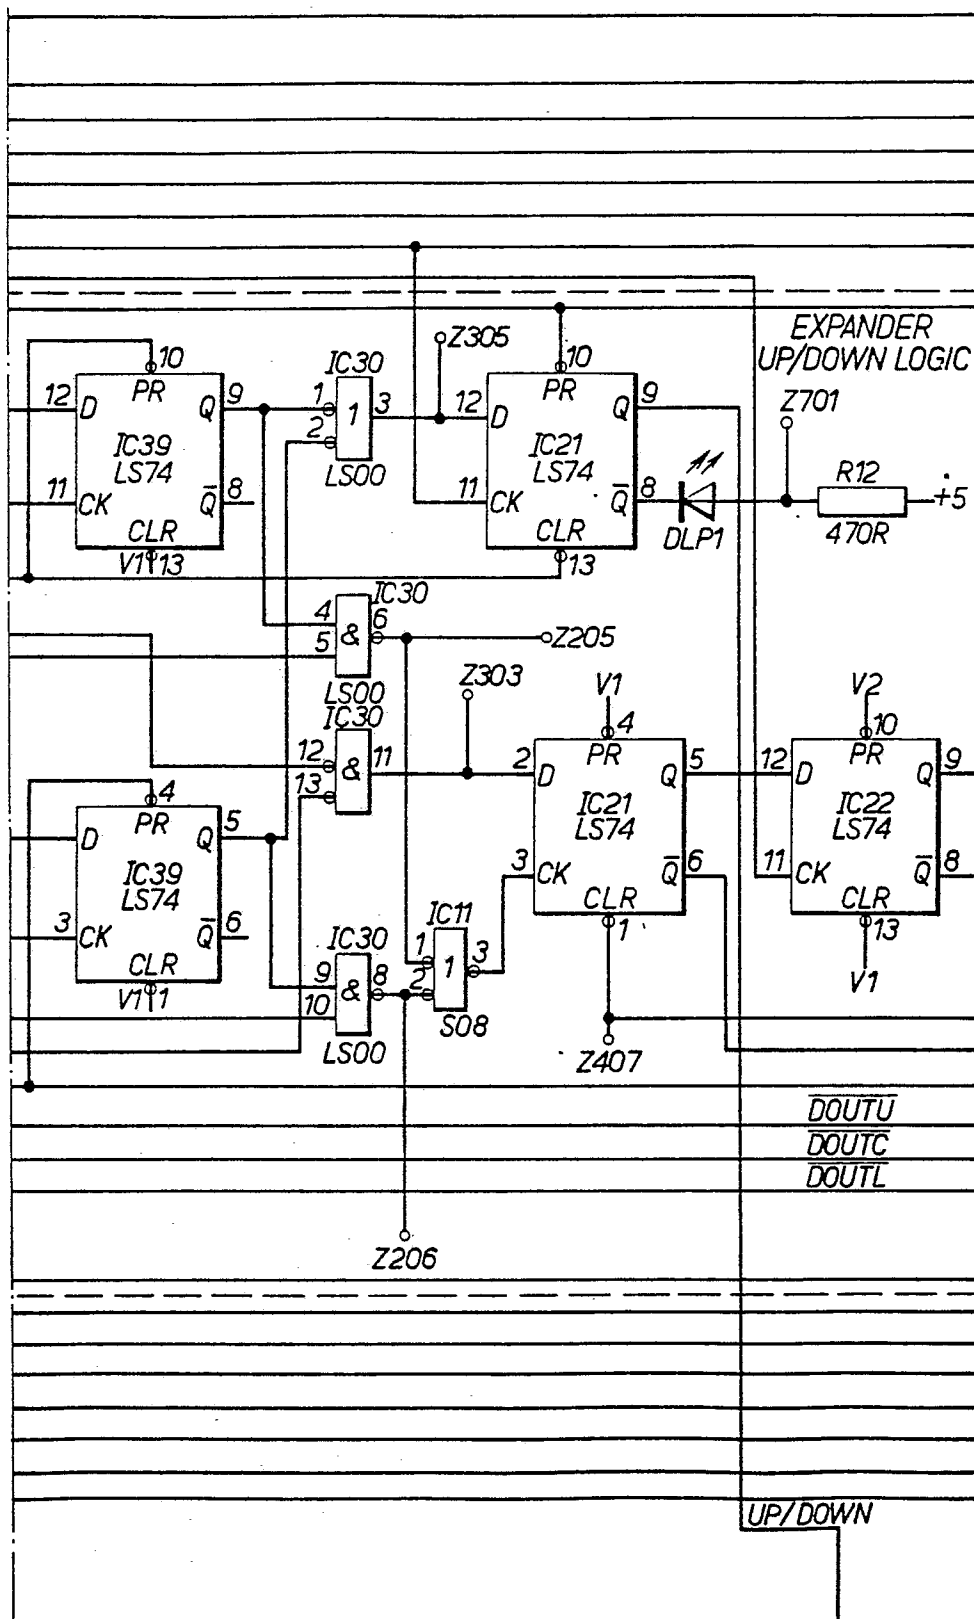 EXPANDER
UP/DOWN LOGIC
10
IC30
Z305
10
Z701
12 D PR Q 9
1
2
1
3
12 D PR Q 9
IC39
LS74
IC21
LS74
LS00
R12
+5
470R
11 CK Q 8
11 CK Q 8
DLP1
CLR
V1 13
CLR
13
IC30
4
5
&
6
Z205
LS00
IC30
Z303
V1
4
V2
10
12
13
&
11
2 D PR Q 5
12 D PR Q 9
4
D PR Q 5
IC39
LS74
IC21
LS74
IC22
LS74
3 CK Q 6
11 CK Q 8
3 CK Q 6
CLR
1
CLR
13
V1
CLR
V1 1
IC11
1
2
1
3
S08
IC30
9
10
&
8
LS00
Z407
DOUTU
DOUTC
DOUTL
Z206
UP/DOWN